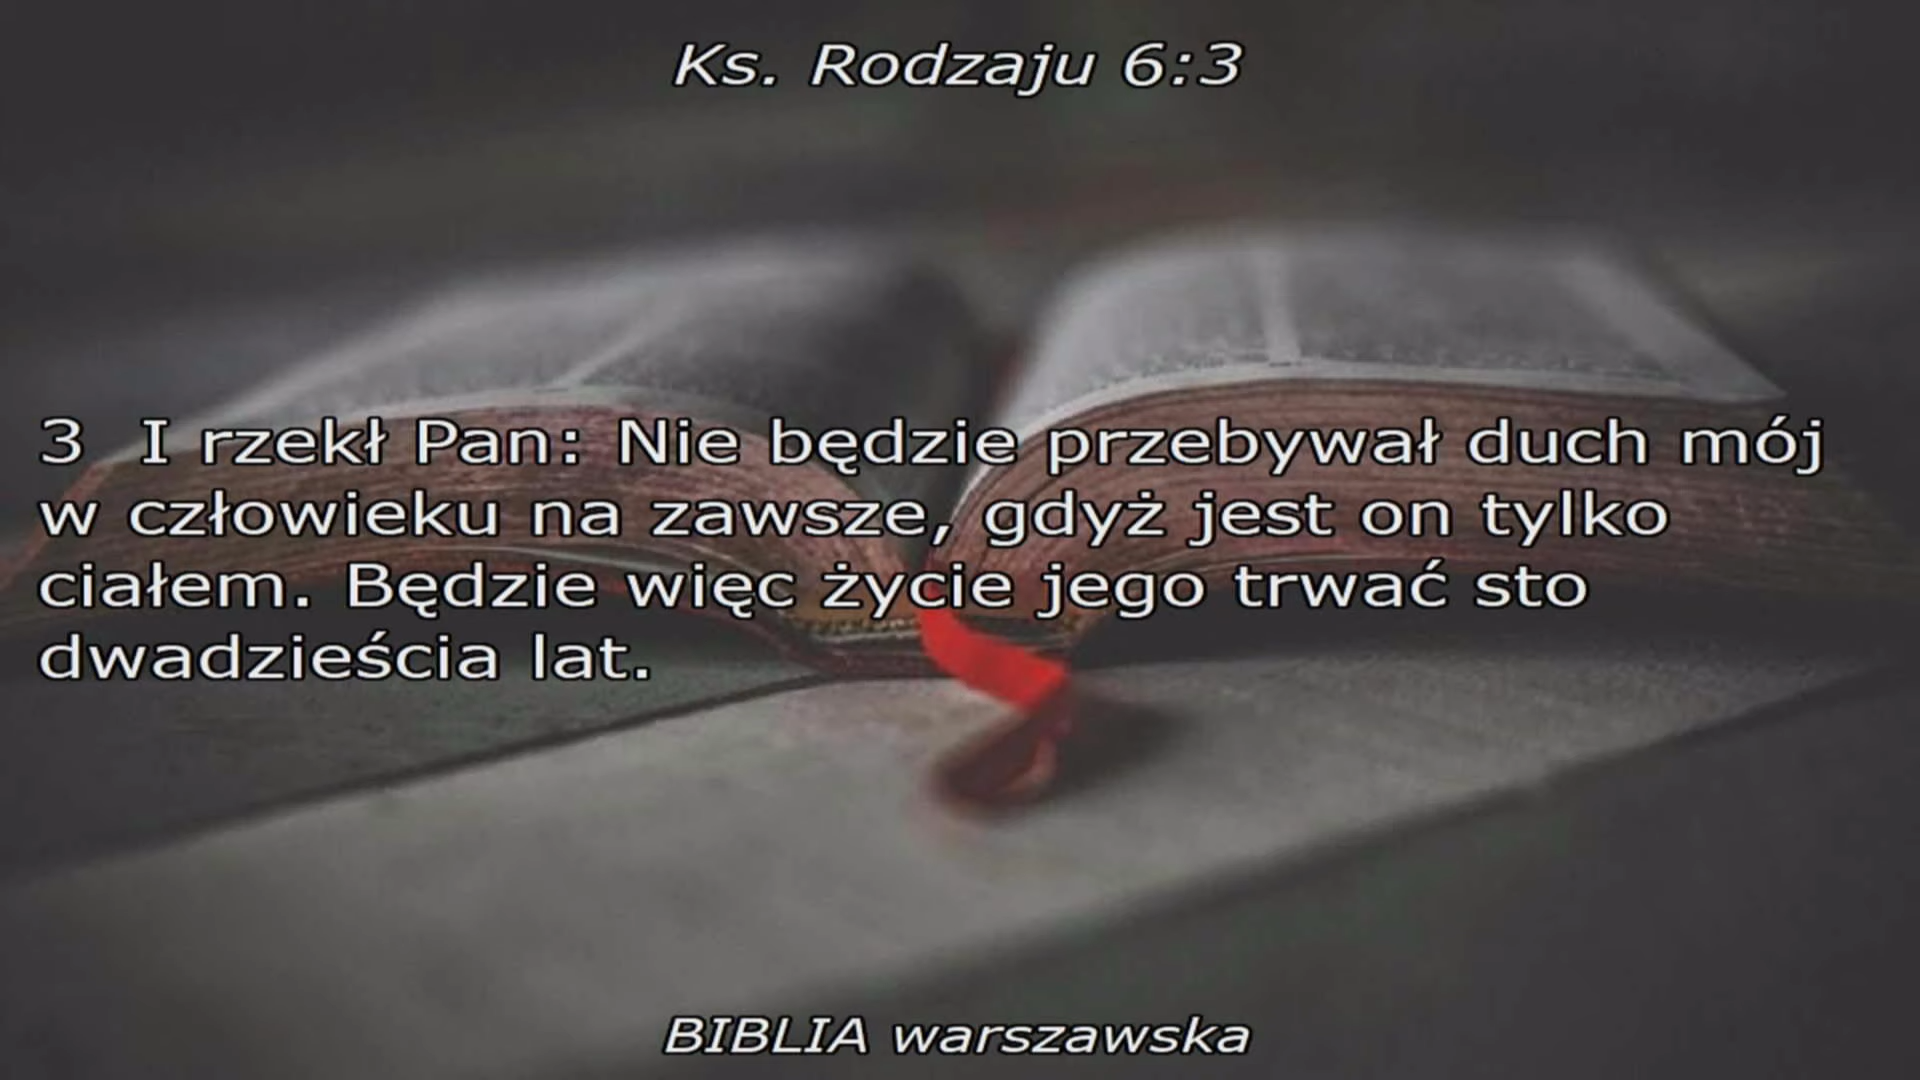 Ks. Rodzaju 6:3
3 I rzekł Pan: Nie będzie przebywał duch mój
w człowieku na zawsze, gdyż jest on tylko
ciałem. Będzie więc życie jego trwać sto
dwadzieścia lat.
BIBLIA warszawska